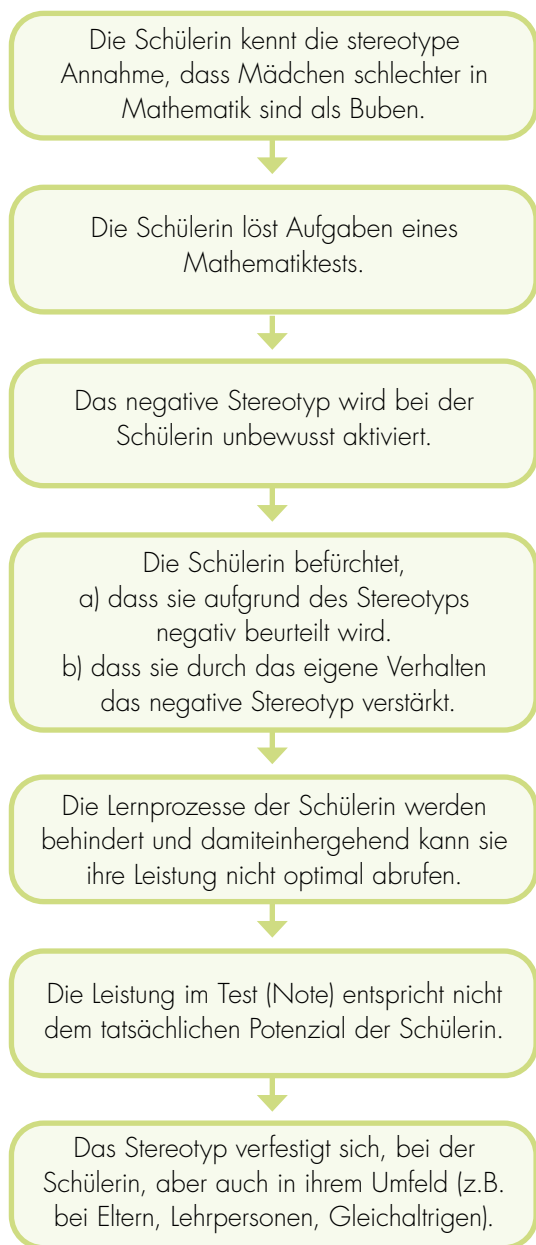 Die Schülerin kennt die stereotype
Annahme, dass Mädchen schlechter in
Mathematik sind als Buben.
Die Schülerin löst Aufgaben eines
Mathematiktests.
Das negative Stereotyp wird bei der
Schülerin unbewusst aktiviert.
Die Schülerin befürchtet,
a) dass sie aufgrund des Stereotyps
negativ beurteilt wird.
b) dass sie durch das eigene Verhalten
das negative Stereotyp verstärkt.
Die Lernprozesse der Schülerin werden
behindert und damiteinhergehend kann sie
ihre Leistung nicht optimal abrufen.
Die Leistung im Test (Note) entspricht nicht
dem tatsächlichen Potenzial der Schülerin.
Das Stereotyp verfestigt sich, bei der
Schülerin, aber auch in ihrem Umfeld (z.B.
bei Eltern, Lehrpersonen, Gleichaltrigen).